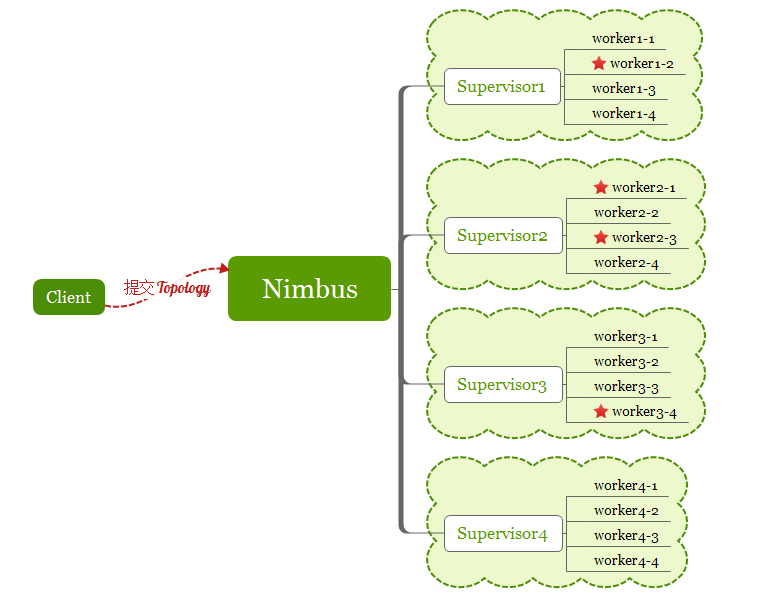 Client
提交 Topology
Nimbus
Supervisor1
worker1-1
worker1-2
worker1-3
worker1-4
Supervisor2
worker2-1
worker2-2
worker2-3
worker2-4
Supervisor3
worker3-1
worker3-2
worker3-3
worker3-4
Supervisor4
worker4-1
worker4-2
worker4-3
worker4-4